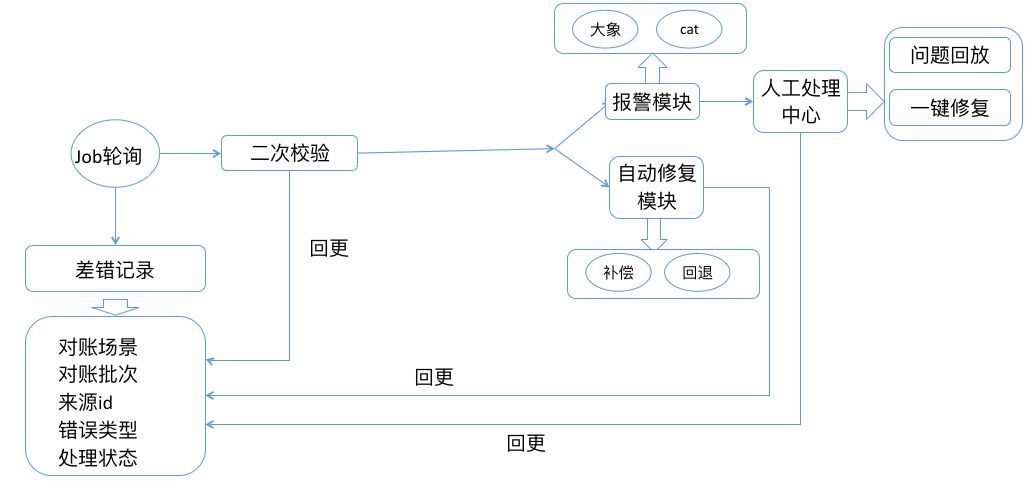 大象
cat
问题回放
报警模块
人工处理
中心
一键修复
Job轮询
二次校验
自动修复
模块
回更
差错记录
补偿
回退
对账场景
对账批次
来源id
错误类型
处理状态
回更
回更